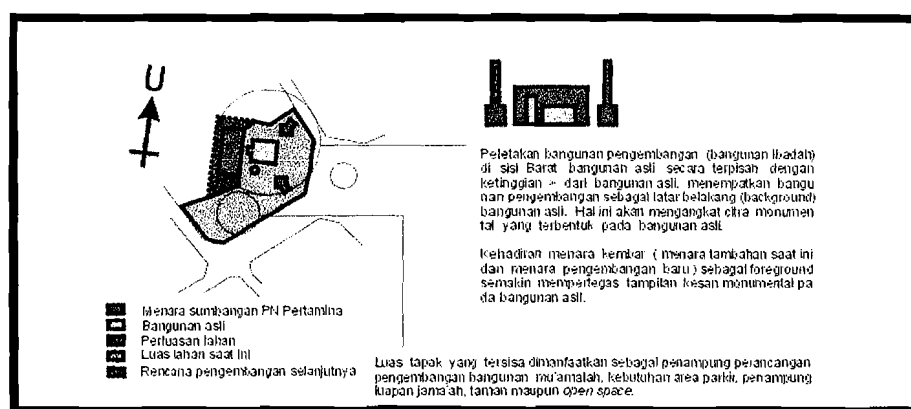 U
Peletakan bangunan pengembangan (bangunan Ibadah)
di sisi Barat bangunan asli secara terpisah dengan
ketinggian > dari bangunan asli, menempatkan bangu
nan pengembangan sebagai latar belakang (background)
bangunan asli. Hal ini akan mengangkat citra monumen
tal yang terbentuk pada bangunan asli.
Kehadiran menara kembar ( menara tambahan saat ini
dan menara pengembangan baru ) sebagai foreground
semakin mempertegas tampilan kesan monumental pa
da bangunan asli.
Menara sumbangan PN Pertamina
Bangunan asli
Perluasan lahan
Luas lahan saat ini
Rencana pengembangan selanjutnya
Luas tapak yang tersisa dimanfaatkan sebagai penampung perancangan
pengembangan bangunan mu'amalah, kebutuhan area parkir, penampung
luapan jama'ah, taman maupun open space.